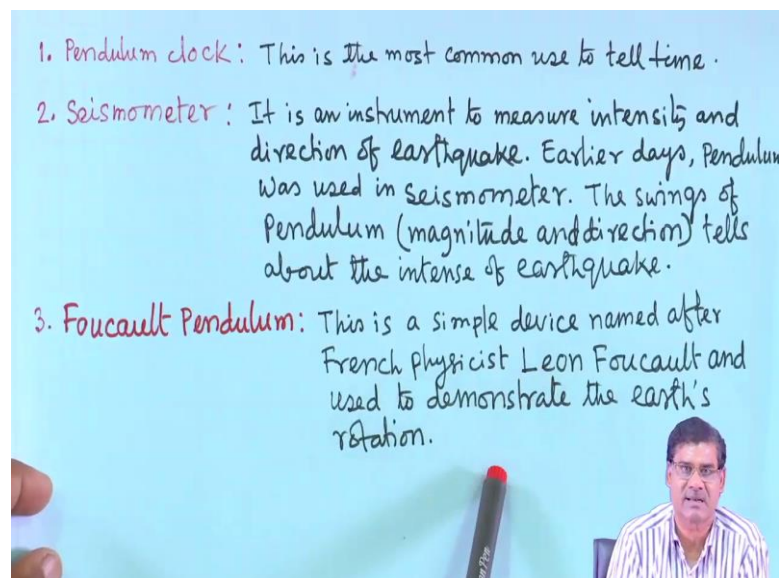 1. Pendulum clock: This is the most common use to tell time.
2. Seismometer: It is an instrument to measure intensity and
direction of earthquake. Earlier days, Pendulum
was used in seismometer. The swings of
Pendulum (magnitude and direction) tells
about the intense of earthquake.
3. Foucault Pendulum: This is a simple device named after
French physicist Leon Foucault and
used to demonstrate the earth's
rotation.